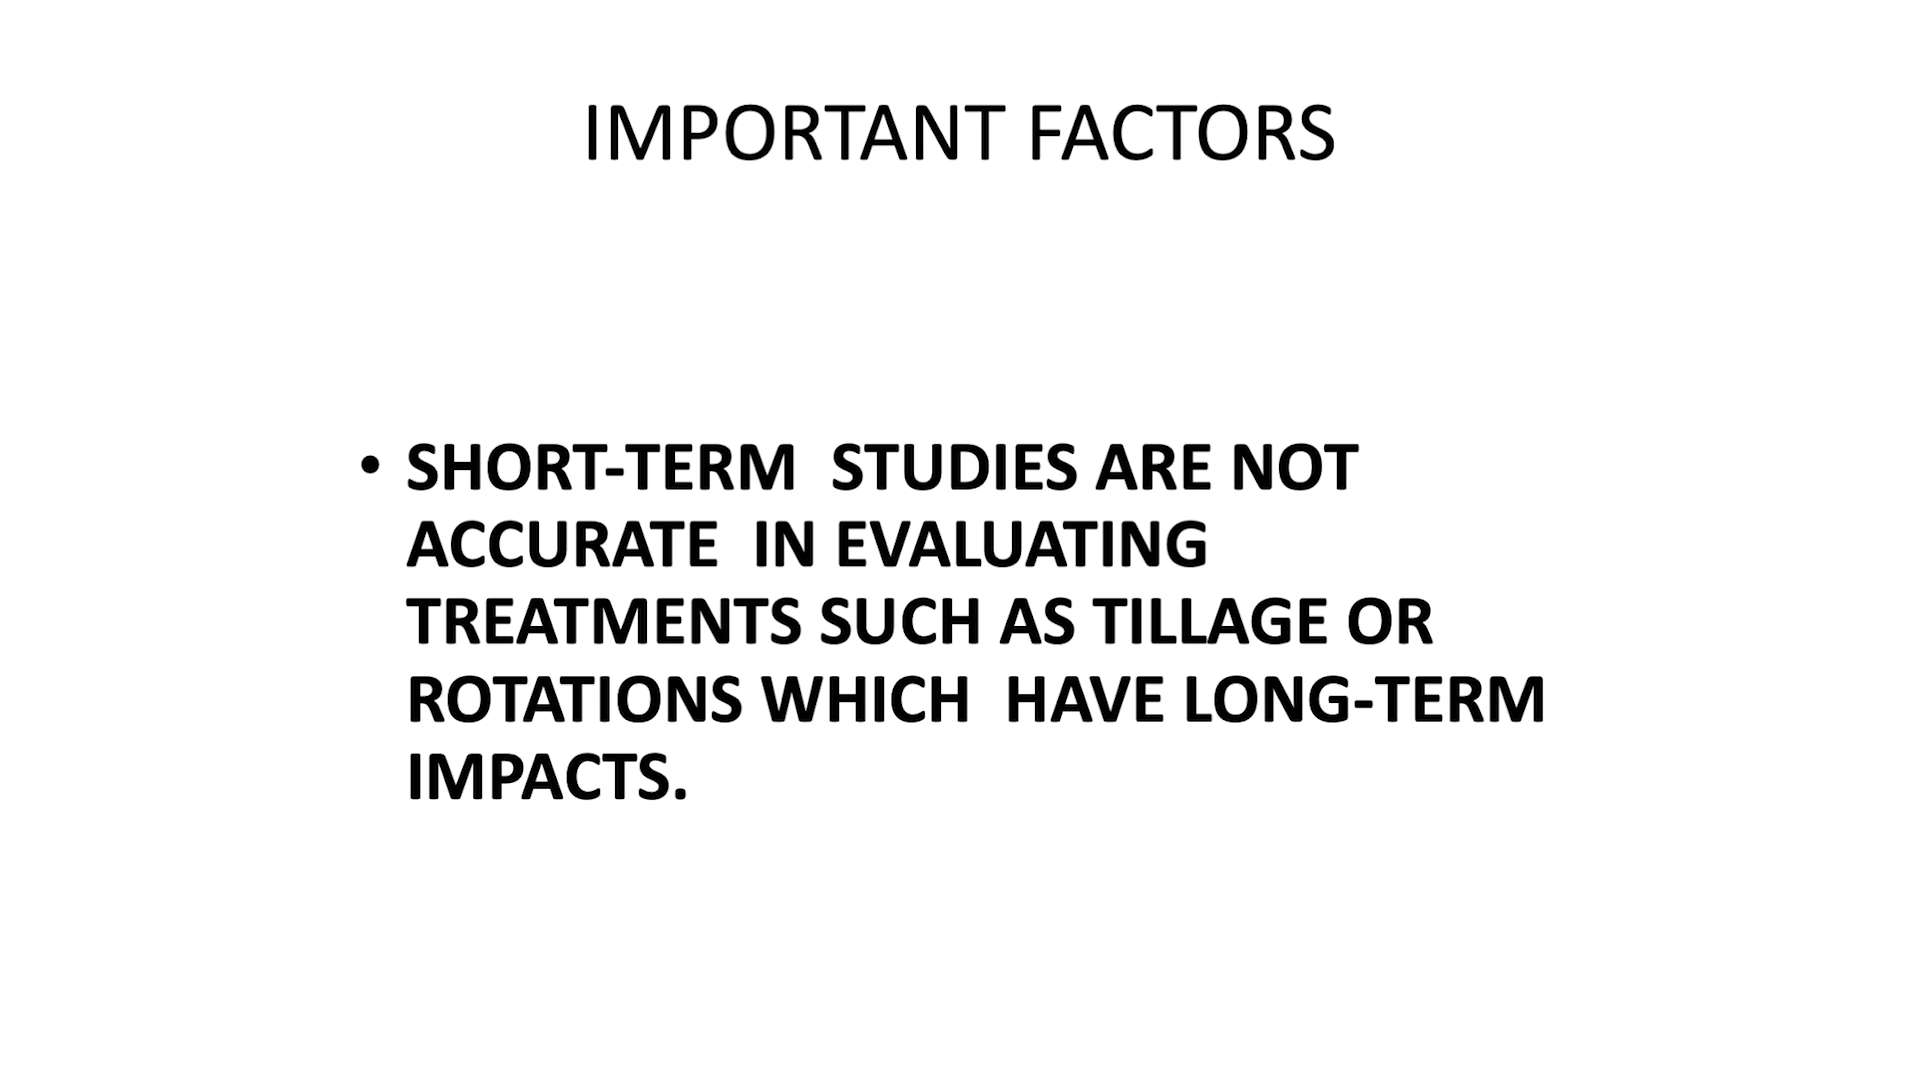 IMPORTANT FACTORS
• SHORT-TERM  STUDIES ARE NOT
ACCURATE  IN EVALUATING
TREATMENTS SUCH AS TILLAGE OR
ROTATIONS WHICH  HAVE LONG-TERM
IMPACTS.